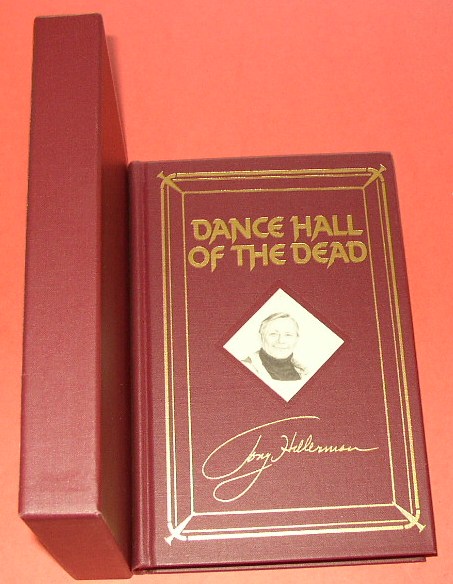 DANCE HALL
OF THE DEAD
Tony Hillerman